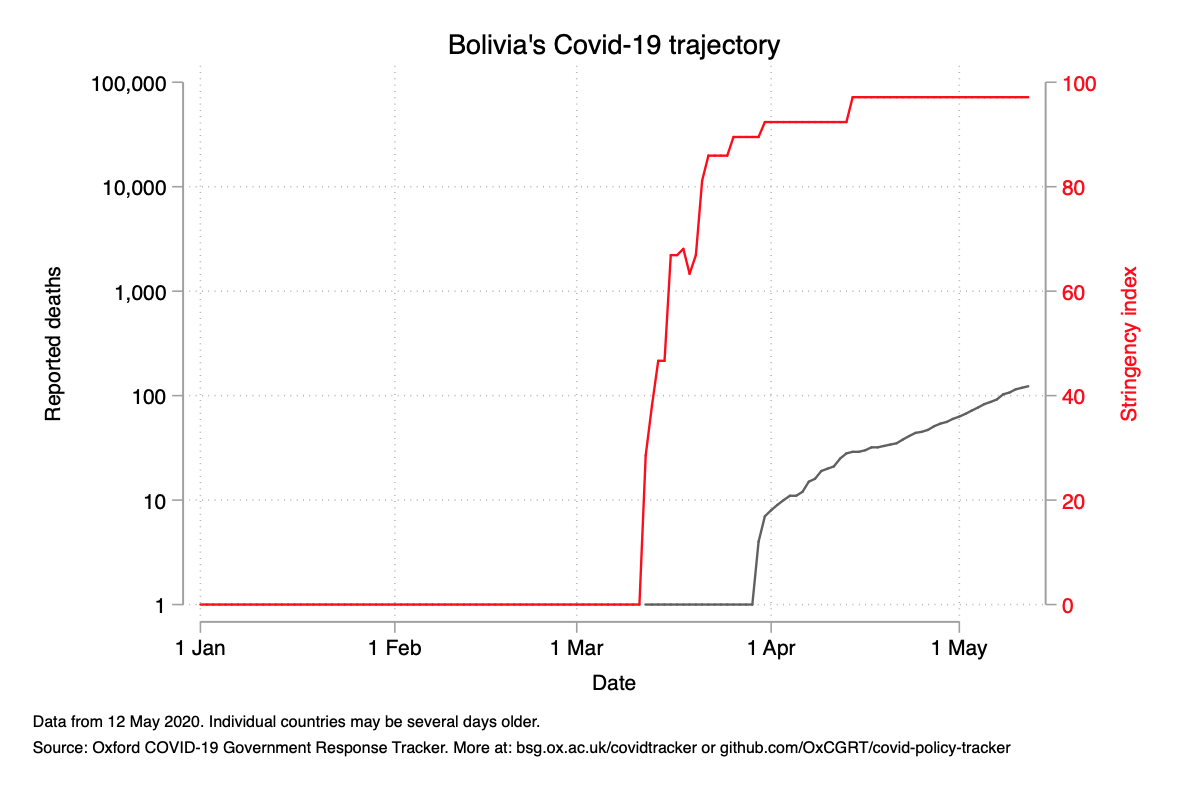 Bolivia's Covid-19 trajectory
100,000
10,000
1,000
100
10
1
Reported deaths
100
80
60
40
20
0
Stringency index
1 Jan
1 Feb
1 Mar
1 Apr
1 May
Date
Data from 12 May 2020. Individual countries may be several days older.
Source: Oxford COVID-19 Government Response Tracker. More at: bsg.ox.ac.uk/covidtracker or github.com/OxCGRT/covid-policy-tracker